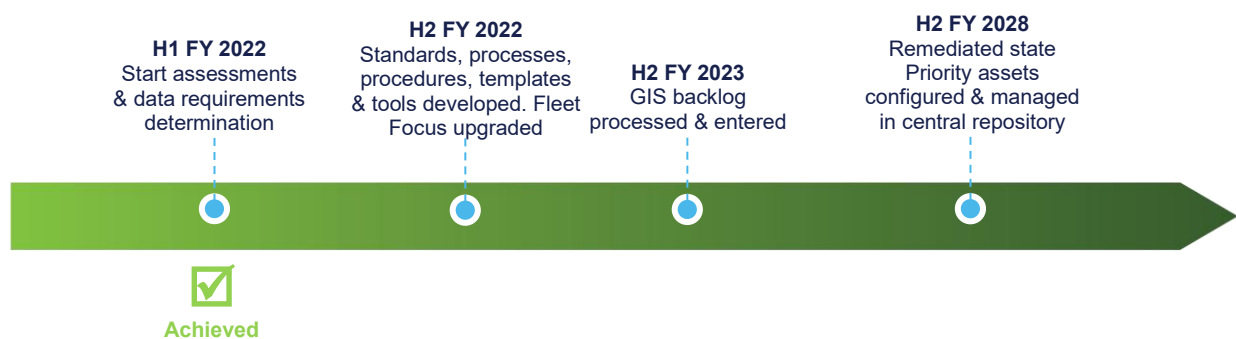 H1 FY 2022
Start assessments
& data requirements
determination
H2 FY 2022
Standards, processes,
procedures, templates
& tools developed. Fleet
Focus upgraded
H2 FY 2023
GIS backlog
processed & entered
H2 FY 2028
Remediated state
Priority assets
configured & managed
in central repository
Achieved